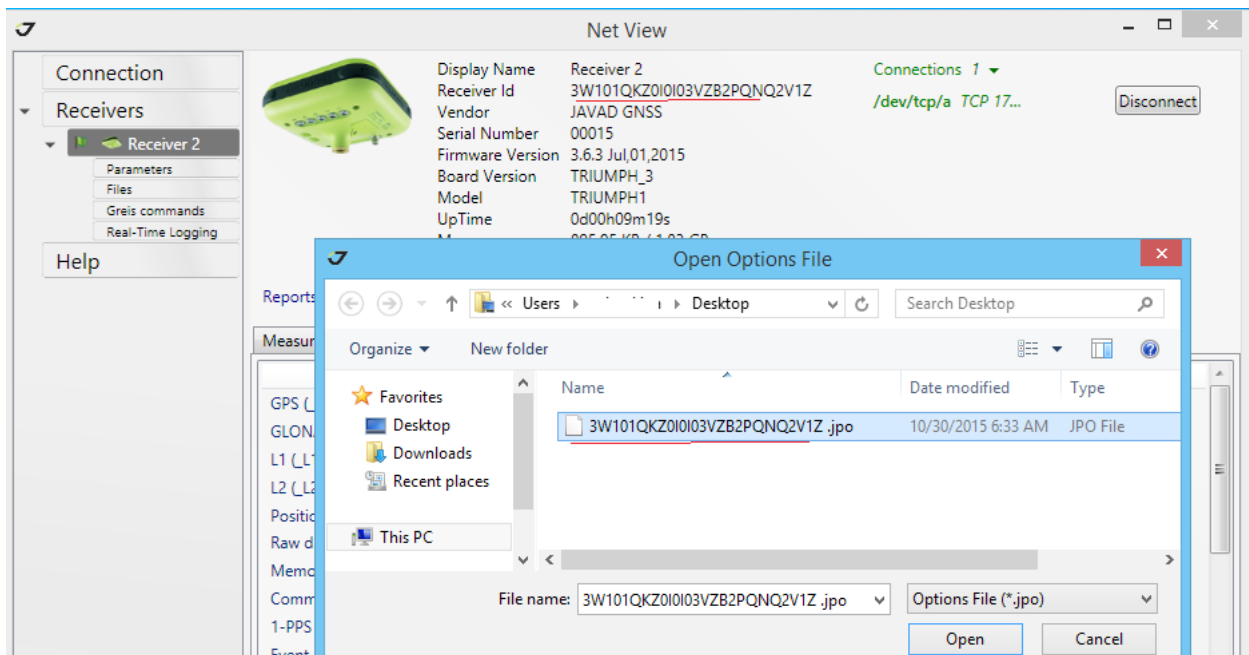 Net View
Connection
Receivers
Receiver 2
Parameters
Files
Greis commands
Real-Time Logging
Help
Display Name Receiver 2
Receiver Id 3W101QKZ0I0I03VZB2PQNQ2V1Z
Vendor JAVAD GNSS
Serial Number 00015
Firmware Version 3.6.3 Jul,01,2015
Board Version TRIUMPH_3
Model TRIUMPH1
UpTime 0d00h09m19s
Connections 1
/dev/tcp/a TCP 17...
Disconnect
Reports
Measur
GPS (_
GLON
L1 (_L1
L2 (_L2
Positio
Raw d
Memo
Comm
1-PPS
Event
Open Options File
« Users Desktop
Search Desktop
Organize New folder
Favorites
Desktop
Downloads
Recent places
This PC
Name Date modified Type
3W101QKZ0I0I03VZB2PQNQ2V1Z .jpo 10/30/2015 6:33 AM JPO File
File name: 3W101QKZ0I0I03VZB2PQNQ2V1Z .jpo Options File (*.jpo)
Open Cancel